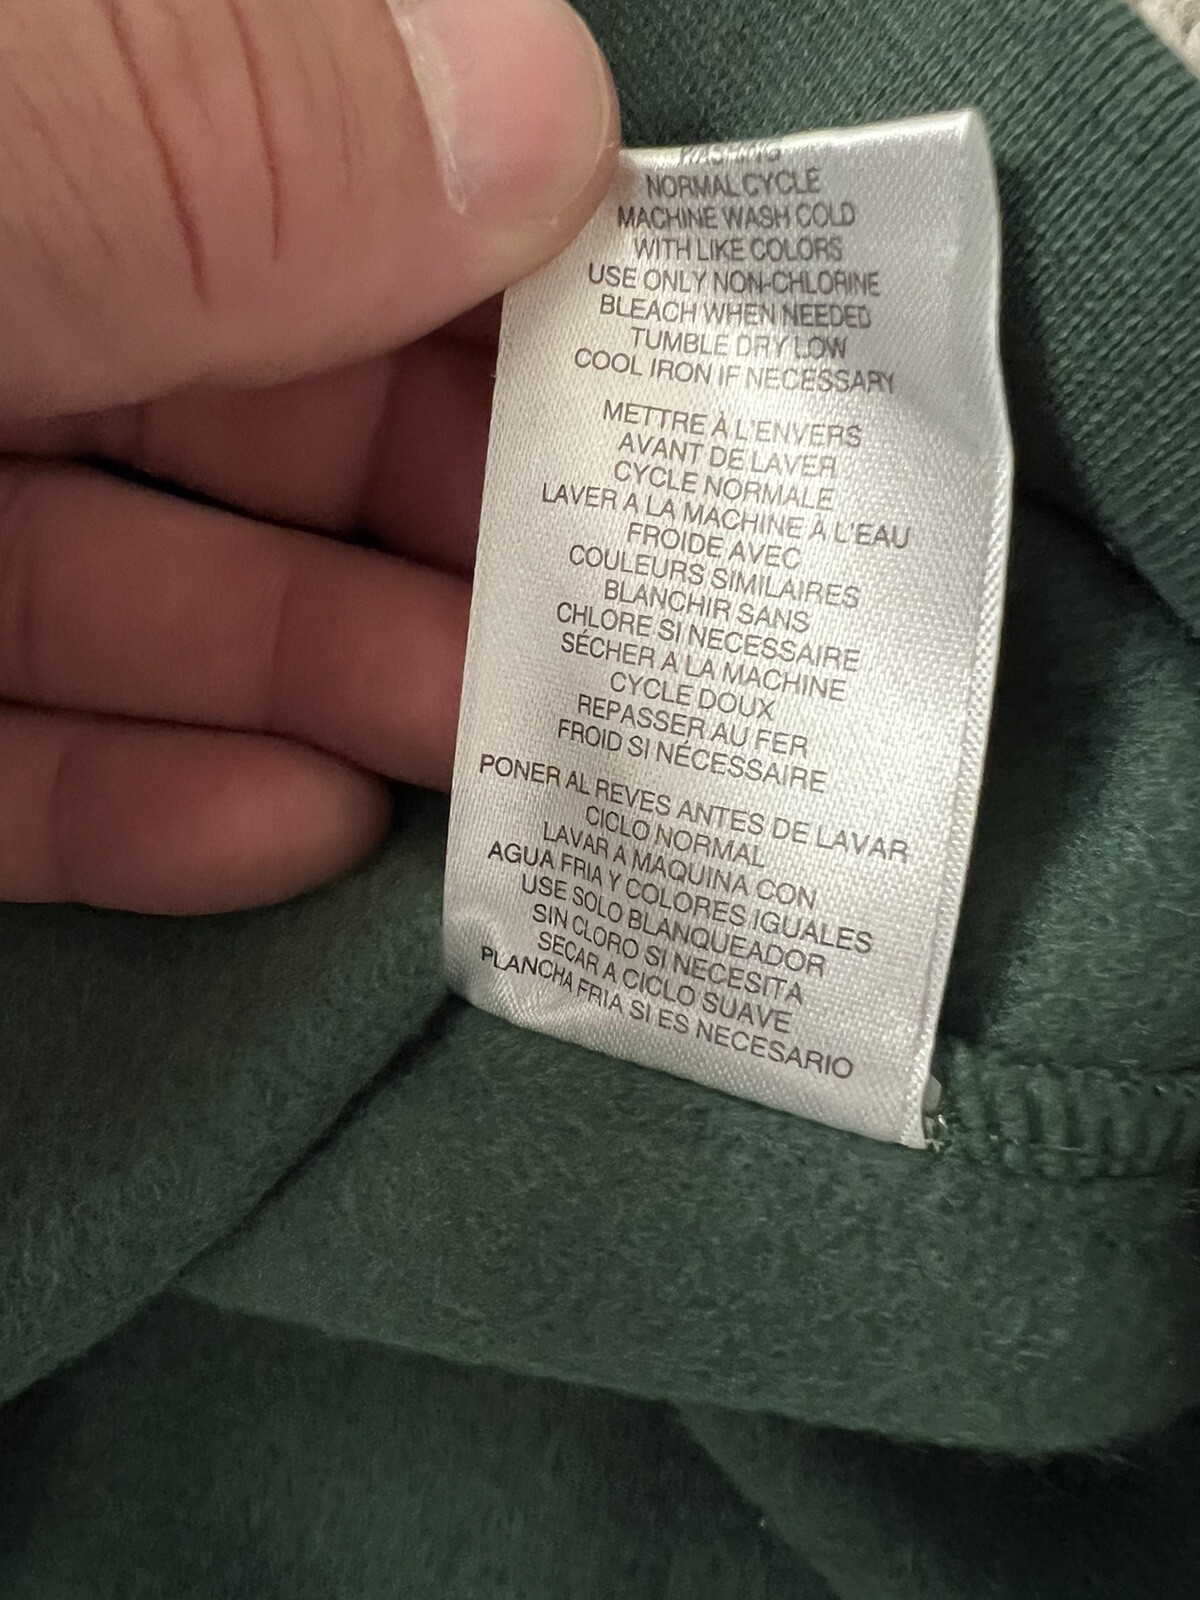 WASHING
NORMAL CYCLE
MACHINE WASH COLD
WITH LIKE COLORS
USE ONLY NON-CHLORINE
BLEACH WHEN NEEDED
TUMBLE DRY LOW
COOL IRON IF NECESSARY
METTRE À L'ENVERS
AVANT DE LAVER
CYCLE NORMALE
LAVER A LA MACHINE À L'EAU
FROIDE AVEC
COULEURS SIMILAIRES
BLANCHIR SANS
CHLORE SI NECESSAIRE
SÉCHER A LA MACHINE
CYCLE DOUX
REPASSER AU FER
FROID SI NÉCESSAIRE
PONER AL REVES ANTES DE LAVAR
CICLO NORMAL
LAVAR A MAQUINA CON
AGUA FRIA Y COLORES IGUALES
USE SOLO BLANQUEADOR
SIN CLORO SI NECESITA
SECAR A CICLO SUAVE
PLANCHA FRIA SI ES NECESARIO